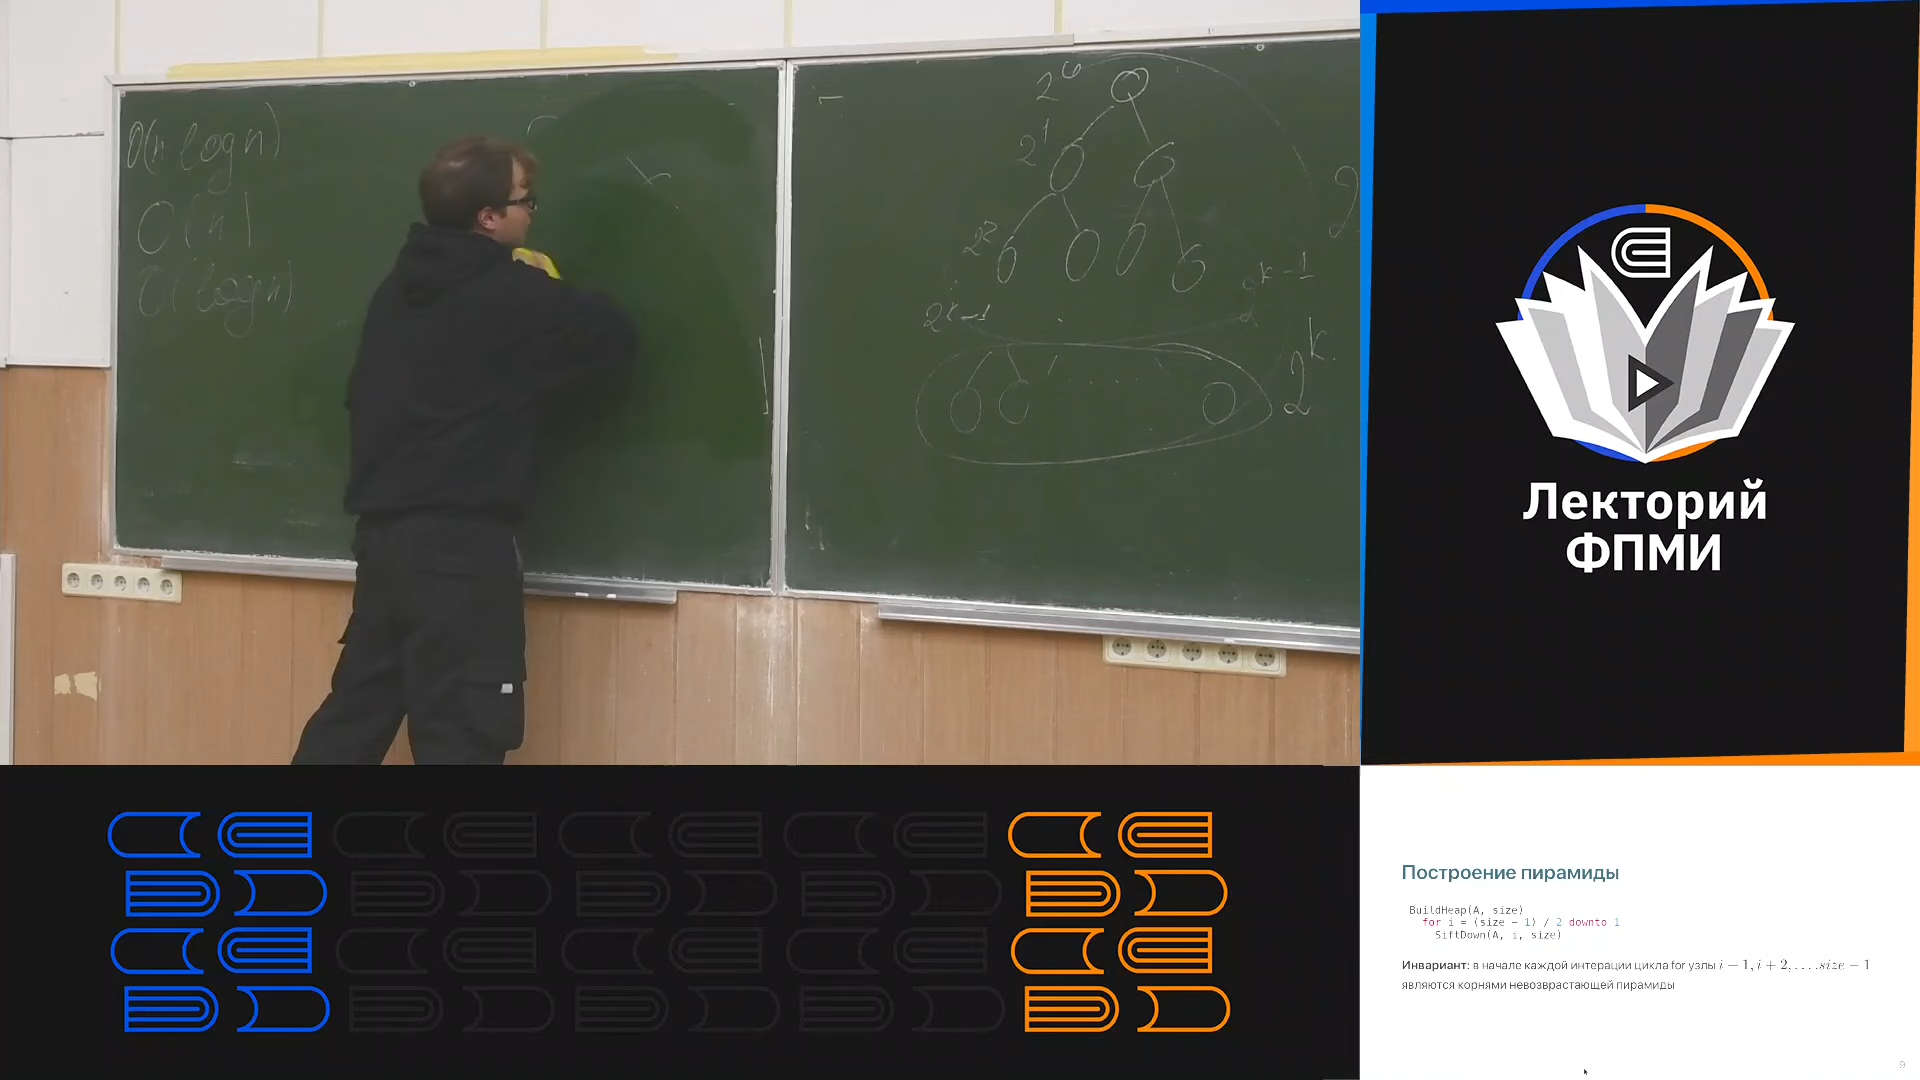 O(n log n)
O(n)
O(log n)
2^0
2^1
2^2
2^k-1
2^k-1
2^k
Лекторий
ФПМИ
Построение пирамиды
BuildHeap(A, size)
for i = (size - 1) / 2 downto 1
SiftDown(A, i, size)
Инвариант: в начале каждой интерации цикла for узлы i − 1, i + 2, . . . . size − 1
являются корнями невозврастающей пирамиды
9